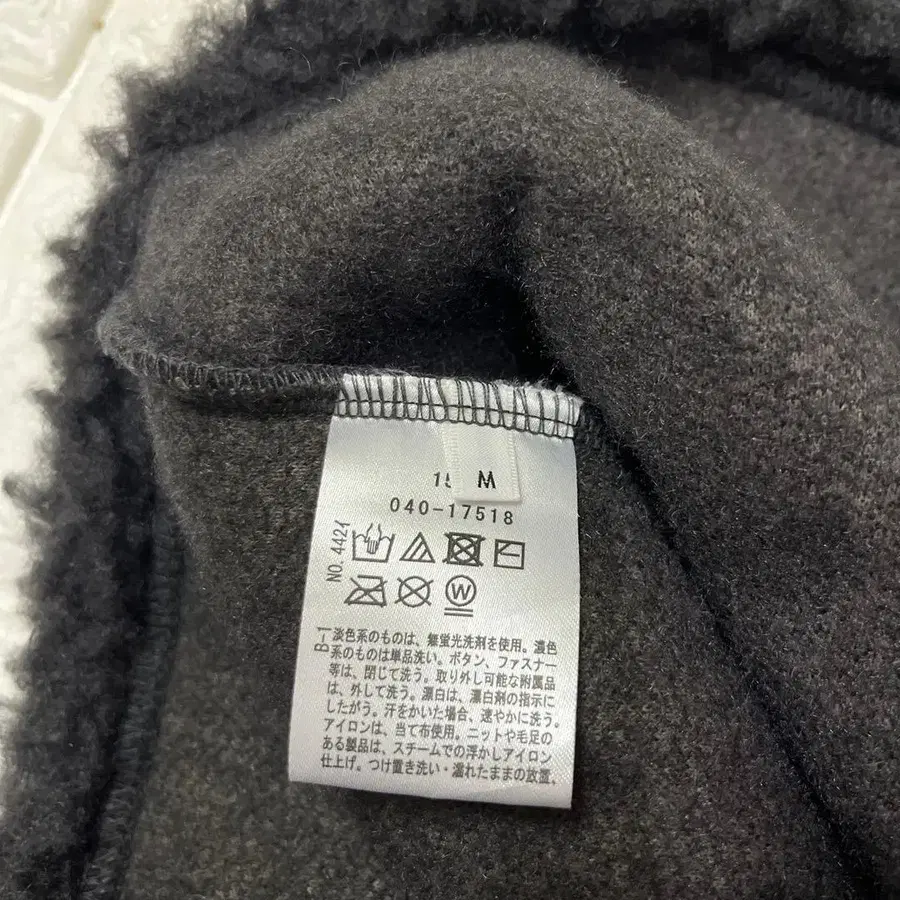 M
040-17518
NO. 4421
W
B-1
淡色系のものは、無蛍光洗剤を使用。濃色
系のものは単品洗い。ボタン、ファスナー
等は、閉じて洗う。取り外し可能な附属品
は、外して洗う。漂白は、漂白剤の指示に
したがう。汗をかいた場合、速やかに洗う。
アイロンは、当て布使用。ニットや毛足の
ある製品は、スチームでの浮かしアイロン
仕上げ。つけ置き洗い・濡れたままの放置、